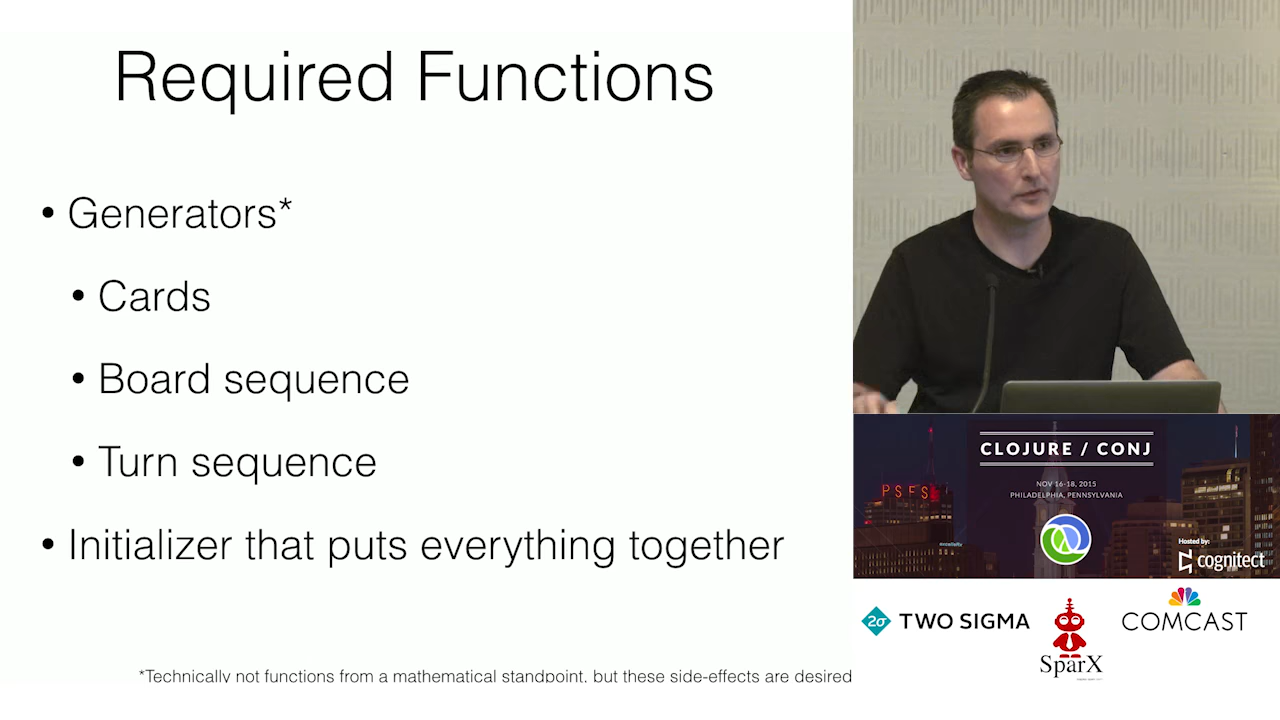 Required Functions
• Generators*
• Cards
• Board sequence
• Turn sequence
• Initializer that puts everything together
*Technically not functions from a mathematical standpoint, but these side-effects are desired
CLOJURE / CONJ
NOV 16-18, 2015
PHILADELPHIA, PENNSYLVANIA
PSFS
Hosted by:
cognitect
2σ TWO SIGMA
SparX
COMCAST